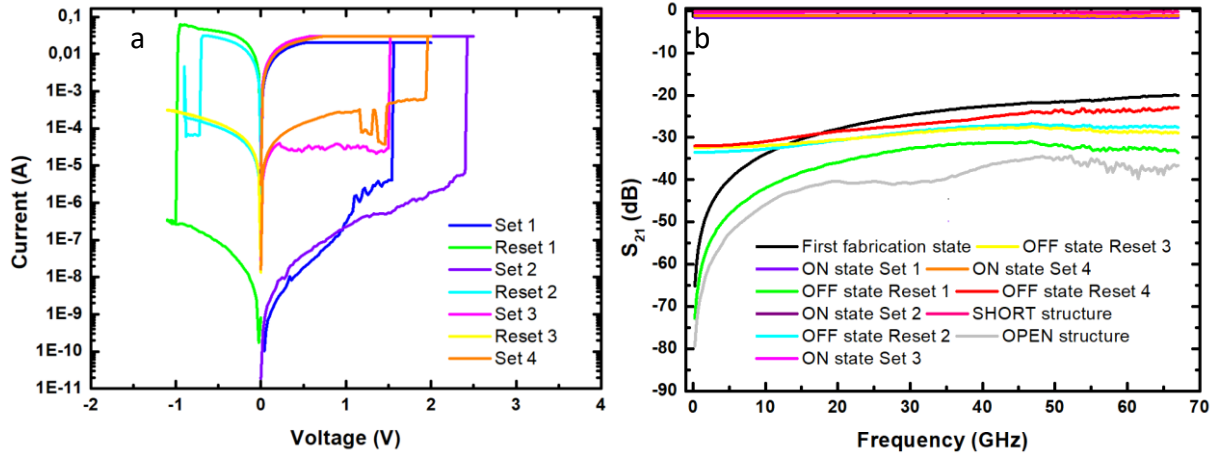 a
Current (A)
0,1
0,01
1E-3
1E-4
1E-5
1E-6
1E-7
1E-8
1E-9
1E-10
1E-11
Set 1
Reset 1
Set 2
Reset 2
Set 3
Reset 3
Set 4
-2 -1 0 1 2 3 4
Voltage (V)
b
S21 (dB)
0
-10
-20
-30
-40
-50
-60
-70
-80
-90
First fabrication state OFF state Reset 3
ON state Set 1 ON state Set 4
OFF state Reset 1 OFF state Reset 4
ON state Set 2 SHORT structure
OFF state Reset 2 OPEN structure
ON state Set 3
0 10 20 30 40 50 60 70
Frequency (GHz)